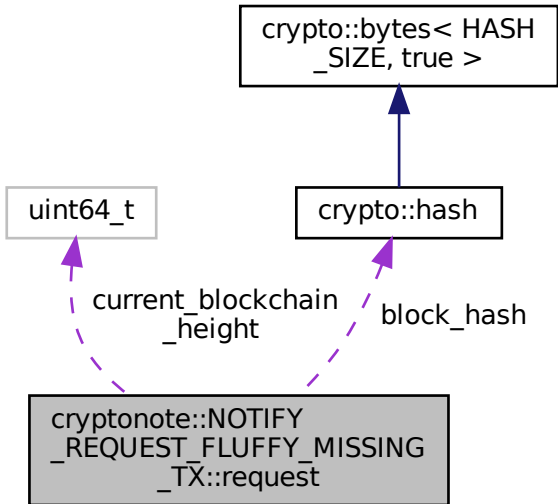 crypto::bytes< HASH
_SIZE, true >
uint64_t
crypto::hash
current_blockchain
_height
block_hash
cryptonote::NOTIFY
_REQUEST_FLUFFY_MISSING
_TX::request